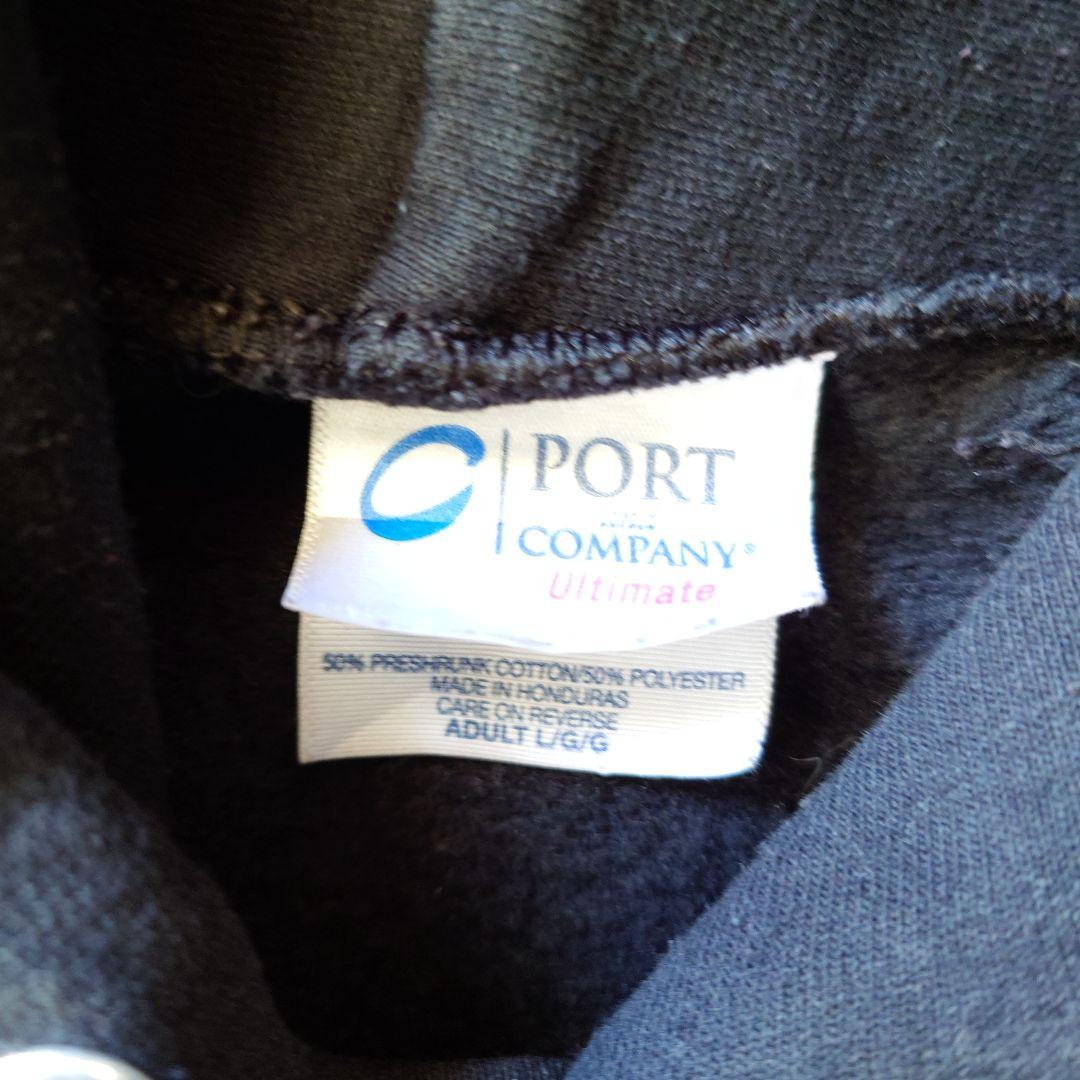 PORT
COMPANY
Ultimate
50% PRESHRUNK COTTON/50% POLYESTER
MADE IN HONDURAS
CARE ON REVERSE
ADULT L/G/G